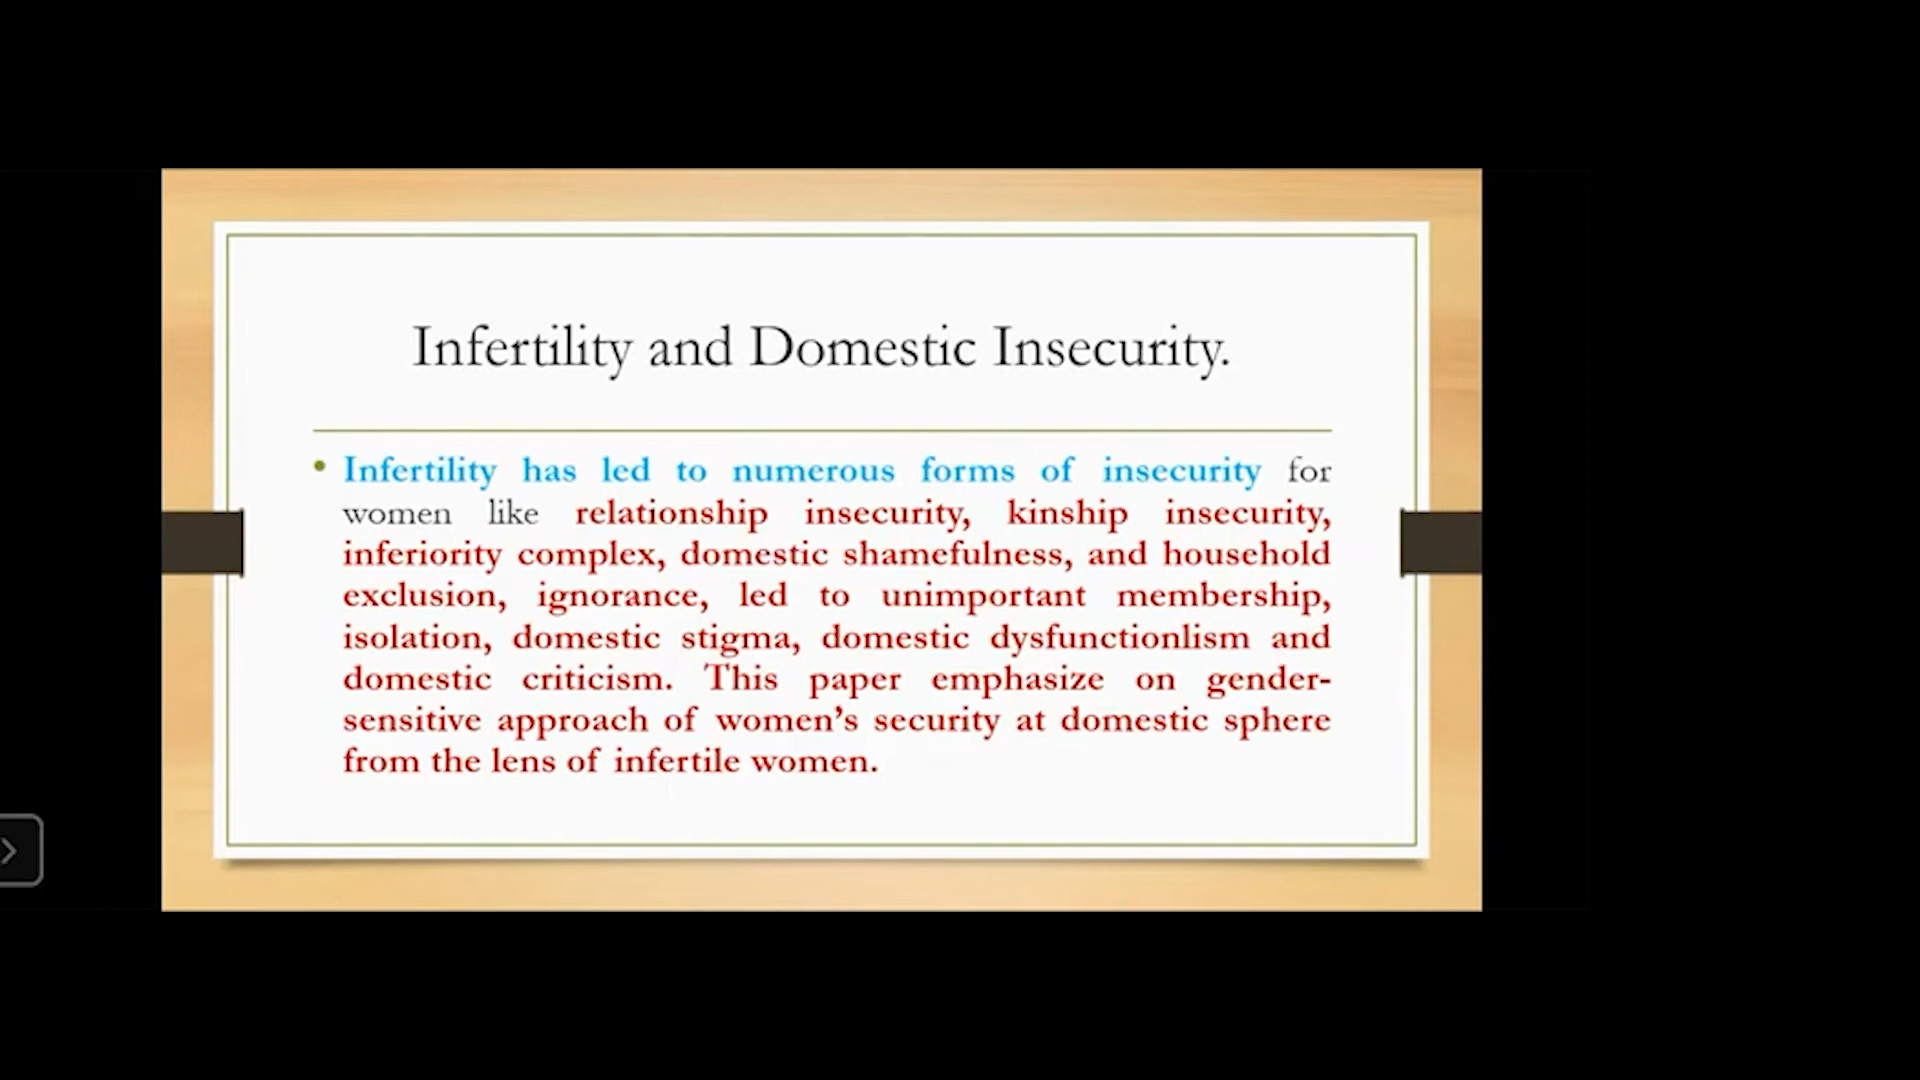 Infertility and Domestic Insecurity.
• Infertility has led to numerous forms of insecurity for
women like relationship insecurity, kinship insecurity,
inferiority complex, domestic shamefulness, and household
exclusion, ignorance, led to unimportant membership,
isolation, domestic stigma, domestic dysfunctionlism and
domestic criticism. This paper emphasize on gender-
sensitive approach of women’s security at domestic sphere
from the lens of infertile women.